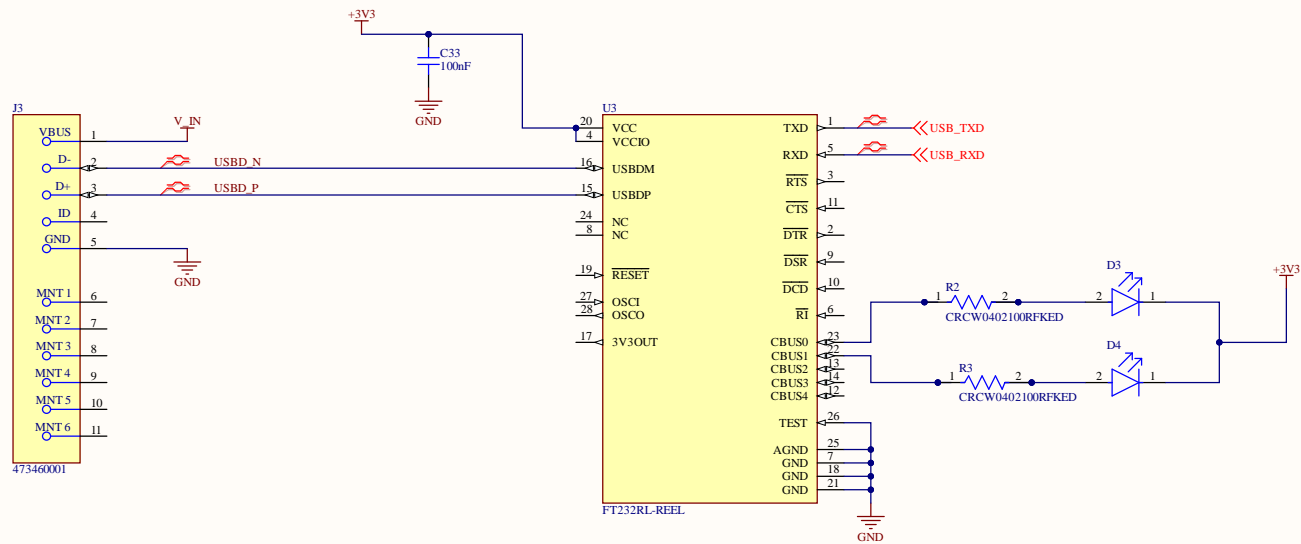 +3V3
C33
100nF
GND
J3
VBUS
1
V_IN
D-
2
USBD_N
D+
3
USBD_P
ID
4
GND
5
GND
MNT 1
6
MNT 2
7
MNT 3
8
MNT 4
9
MNT 5
10
MNT 6
11
473460001
U3
20
VCC
4
VCCIO
16
USBDM
15
USBDP
24
NC
8
NC
19
RESET
27
OSCI
28
OSCO
17
3V3OUT
TXD
1
USB_TXD
RXD
5
USB_RXD
RTS
3
CTS
11
DTR
2
DSR
9
DCD
10
RI
6
CBUS0
23
CBUS1
22
CBUS2
13
CBUS3
14
CBUS4
12
TEST
26
AGND
25
GND
7
GND
18
GND
21
FT232RL-REEL
GND
R2
1
2
CRCW0402100RFKED
D3
2
1
+3V3
R3
1
2
CRCW0402100RFKED
D4
2
1